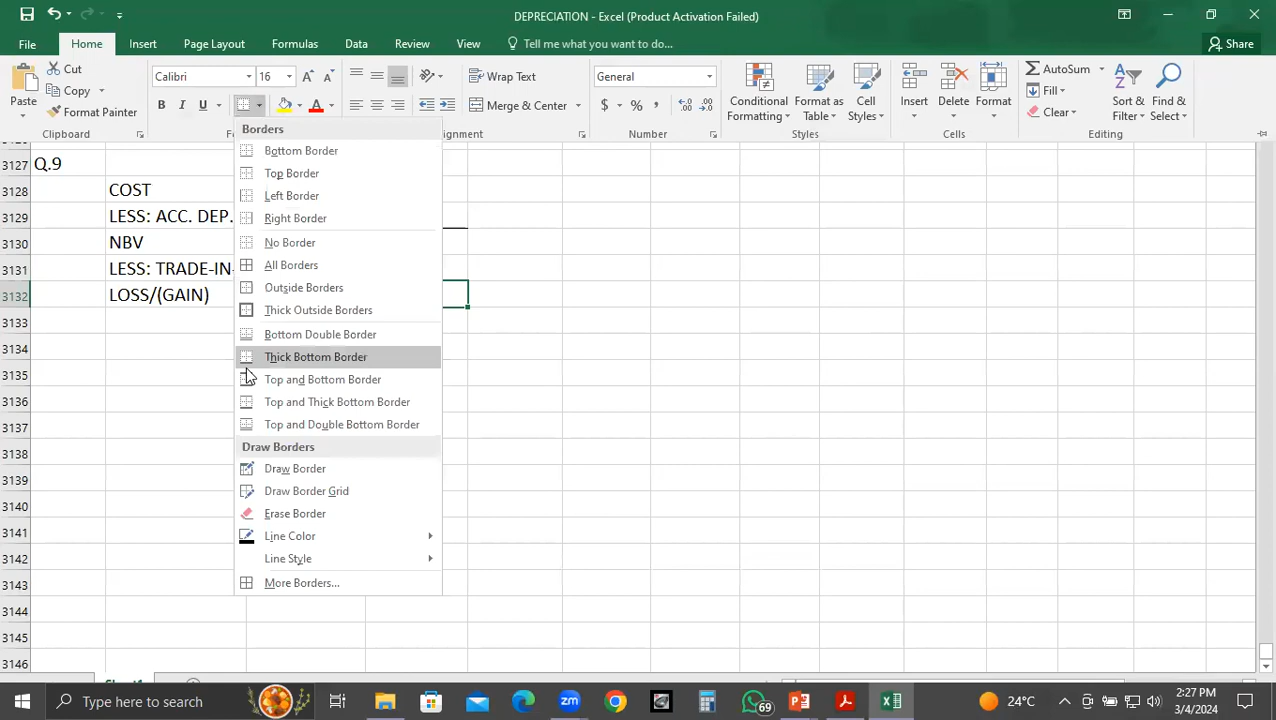 DEPRECIATION - Excel (Product Activation Failed)
File Home Insert Page Layout Formulas Data Review View Tell me what you want to do... Share
Paste Cut Copy Format Painter
Calibri 16 A A
B I U A
Wrap Text
Merge & Center
General
$ % , .0 .00 .00 .0
Conditional Formatting Format as Table Cell Styles
Insert Delete Format
AutoSum Fill Clear
Sort & Filter Find & Select
Clipboard Number Styles Cells Editing
Borders
Bottom Border
Top Border
Left Border
Right Border
No Border
All Borders
Outside Borders
Thick Outside Borders
Bottom Double Border
Thick Bottom Border
Top and Bottom Border
Top and Thick Bottom Border
Top and Double Bottom Border
Draw Borders
Draw Border
Draw Border Grid
Erase Border
Line Color
Line Style
More Borders...
3127 Q.9
3128 COST
3129 LESS: ACC. DEP.
3130 NBV
3131 LESS: TRADE-IN-
3132 LOSS/(GAIN)
3133
3134
3135
3136
3137
3138
3139
3140
3141
3142
3143
3144
3145
3146
Type here to search
69
24°C
2:27 PM
3/4/2024